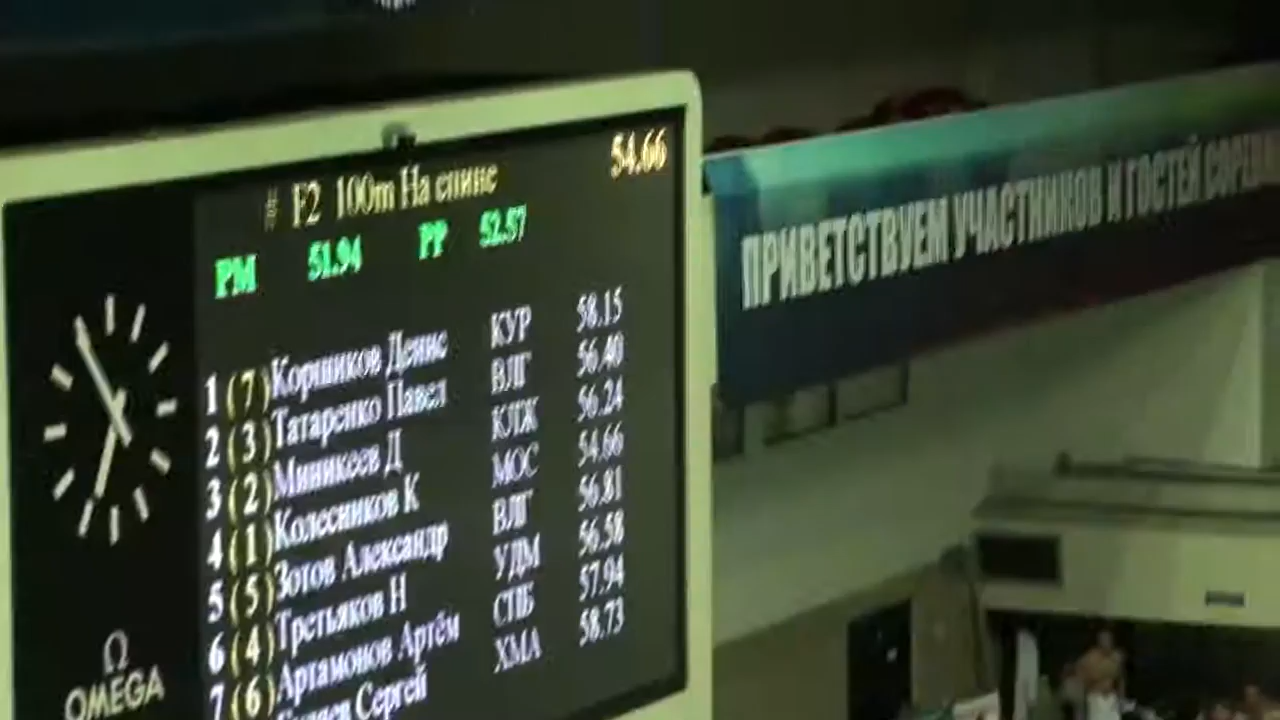 # F2 100m На спине 54.66
РМ 51.94 РР 52.57
1 (7) Коршиков Денис КУР 58.15
2 (3) Татаренко Павел ВЛГ 56.40
3 (2) Миникеев Д КЛЖ 56.24
4 (1) Колесников К МОС 54.66
5 (5) Зотов Александр ВЛГ 56.81
6 (4) Третьяков Н УДМ 56.58
7 (6) Артамонов Артём СПБ 57.94
Сергей ХМА 58.73
Ω
OMEGA
ПРИВЕТСТВУЕМ УЧАСТНИКОВ И ГОСТЕЙ